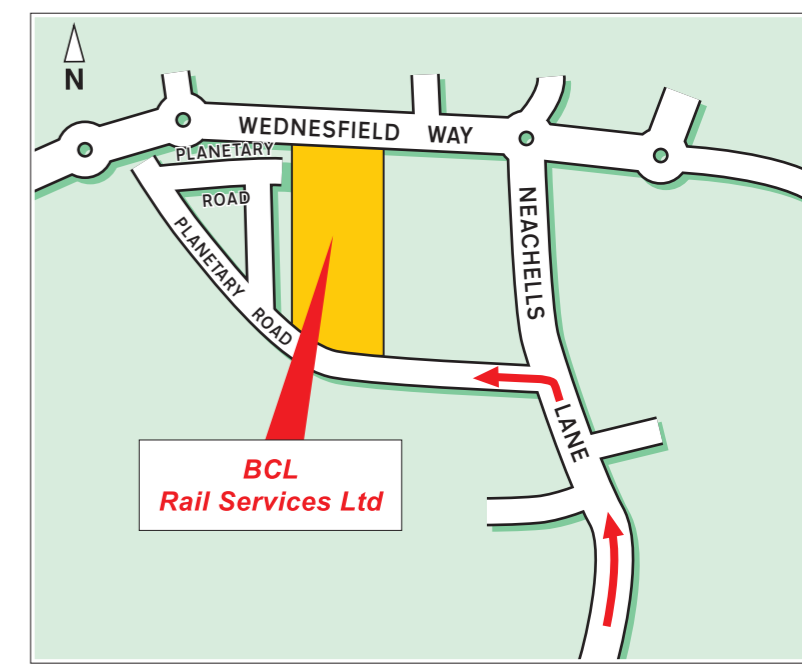 N
WEDNESFIELD WAY
PLANETARY
ROAD
PLANETARY
ROAD
NEACHELLS
LANE
BCL
Rail Services Ltd